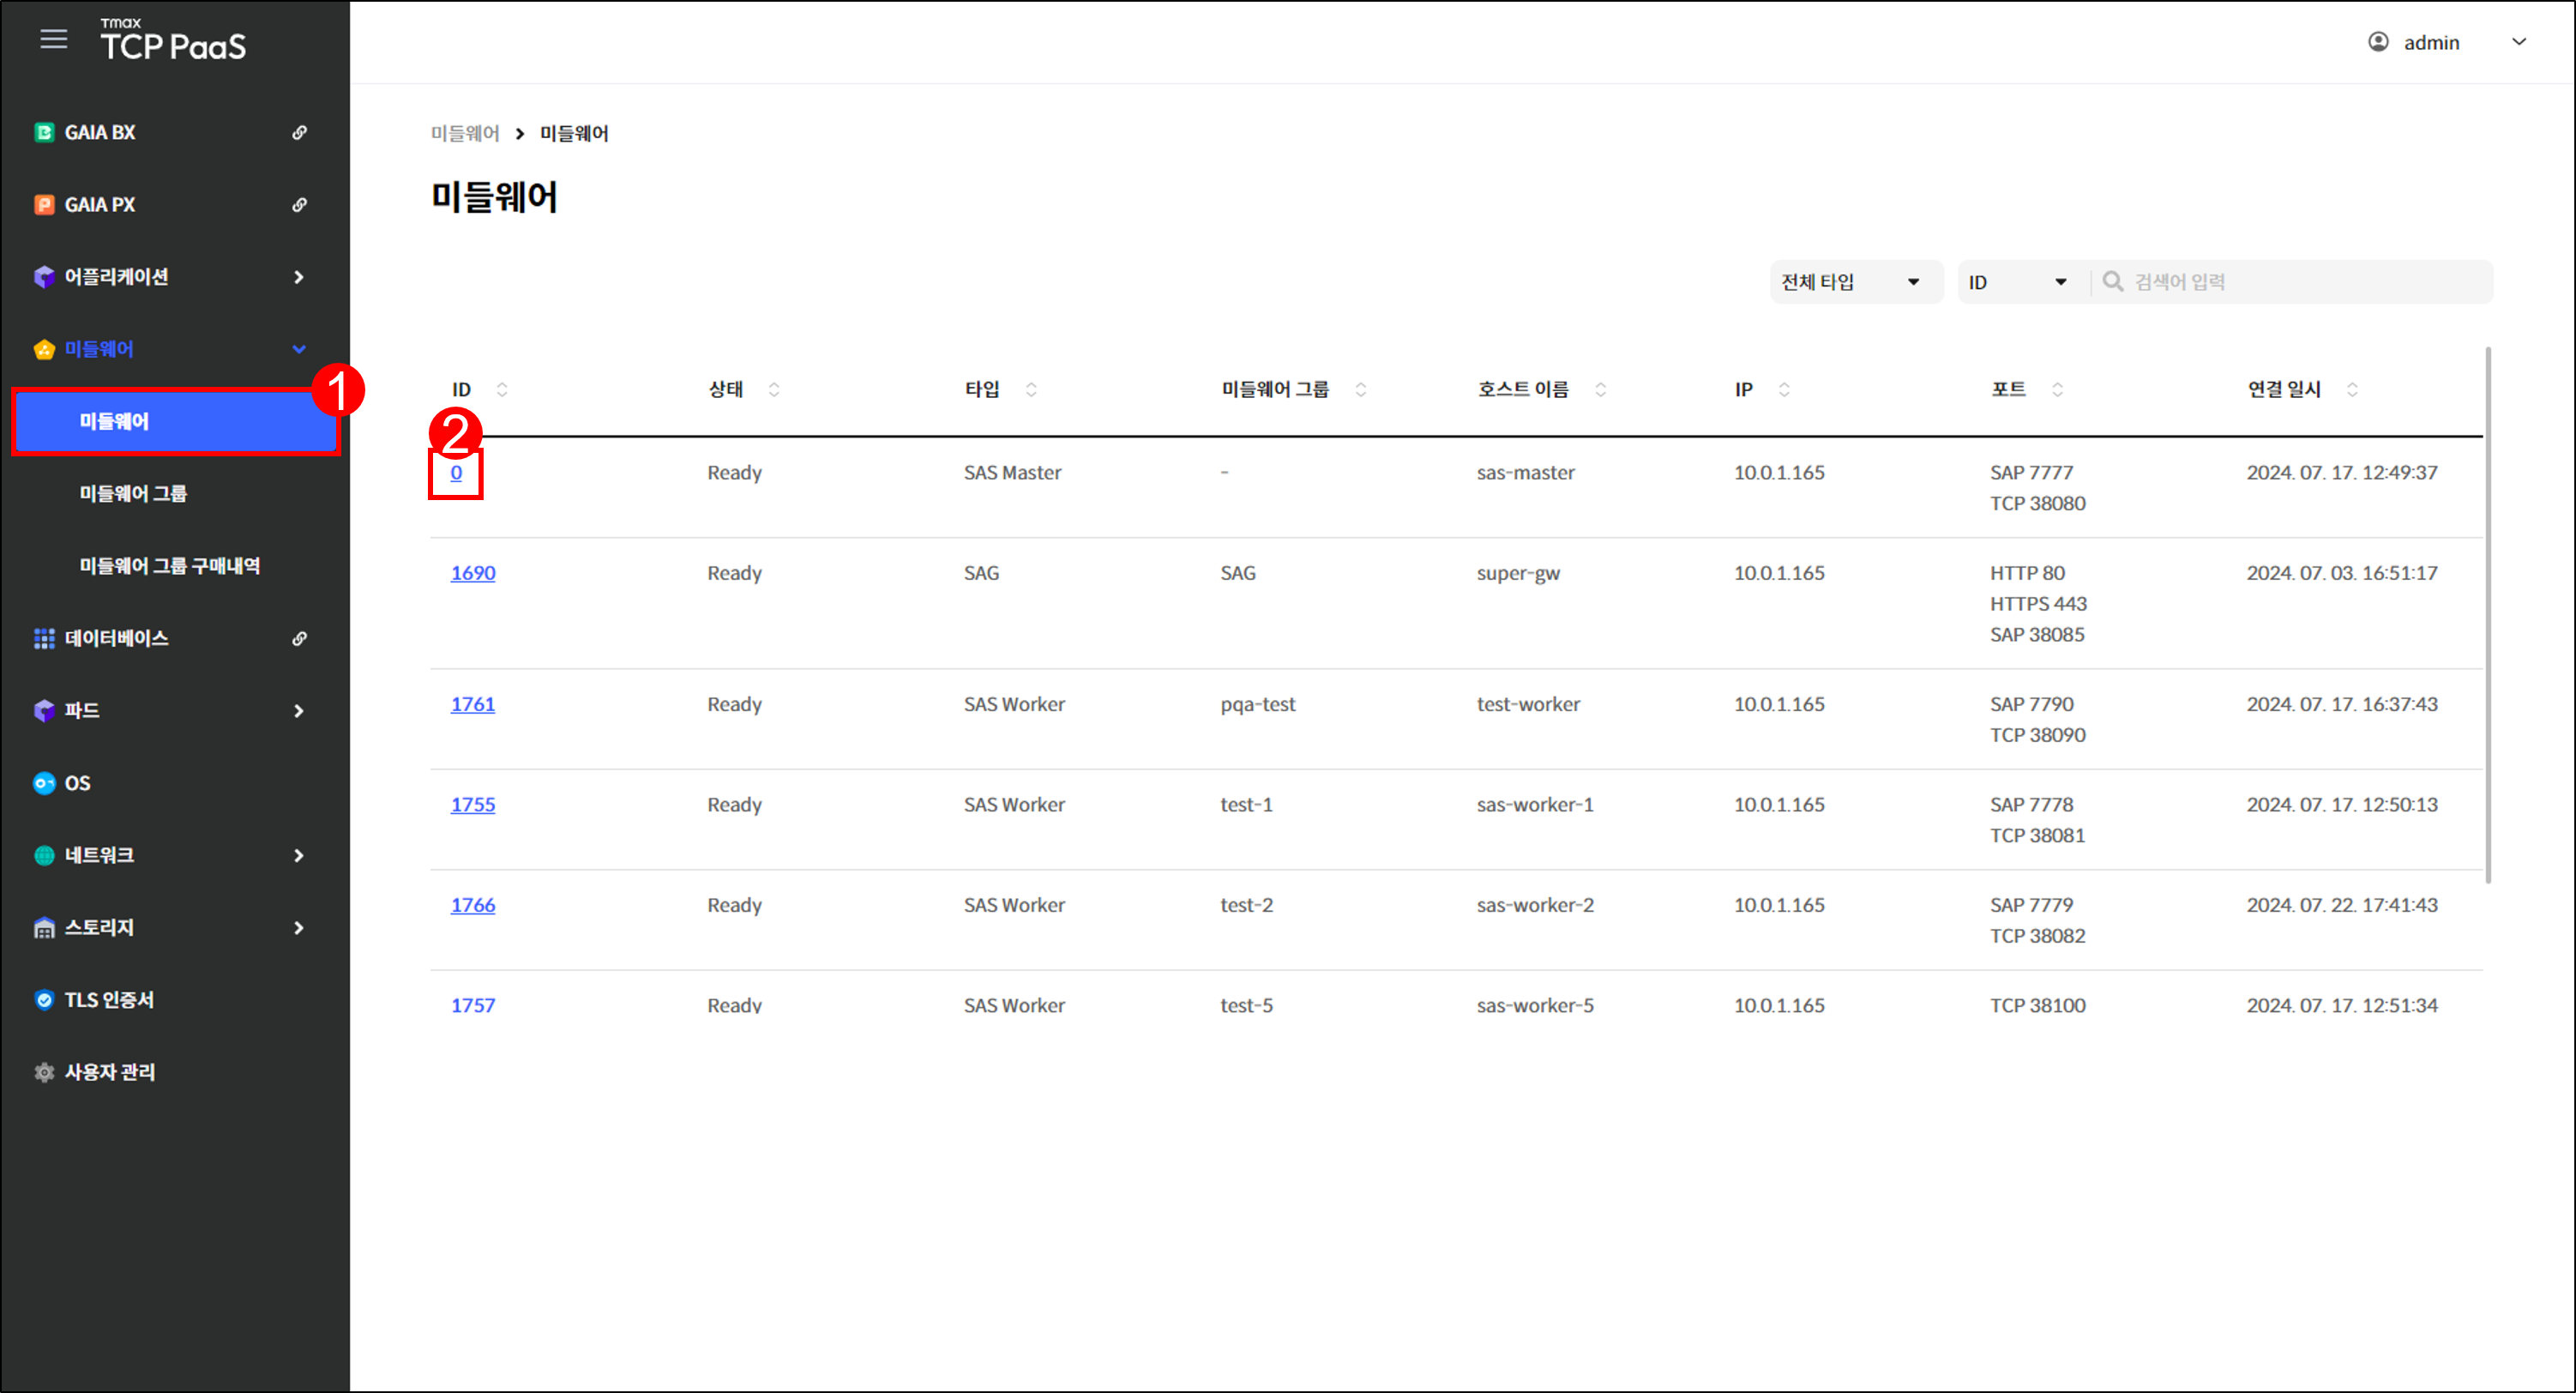 Tmax
TCP PaaS
admin
GAIA BX
GAIA PX
어플리케이션
미들웨어
1
미들웨어
미들웨어 그룹
미들웨어 그룹 구매내역
데이터베이스
파드
OS
네트워크
스토리지
TLS 인증서
사용자 관리
미들웨어 > 미들웨어
미들웨어
전체 타입 ID 검색어 입력
ID 상태 타입 미들웨어 그룹 호스트 이름 IP 포트 연결 일시
2
0 Ready SAS Master - sas-master 10.0.1.165 SAP 7777 2024. 07. 17. 12:49:37
TCP 38080
1690 Ready SAG SAG super-gw 10.0.1.165 HTTP 80 2024. 07. 03. 16:51:17
HTTPS 443
SAP 38085
1761 Ready SAS Worker pqa-test test-worker 10.0.1.165 SAP 7790 2024. 07. 17. 16:37:43
TCP 38090
1755 Ready SAS Worker test-1 sas-worker-1 10.0.1.165 SAP 7778 2024. 07. 17. 12:50:13
TCP 38081
1766 Ready SAS Worker test-2 sas-worker-2 10.0.1.165 SAP 7779 2024. 07. 22. 17:41:43
TCP 38082
1757 Ready SAS Worker test-5 sas-worker-5 10.0.1.165 TCP 38100 2024. 07. 17. 12:51:34